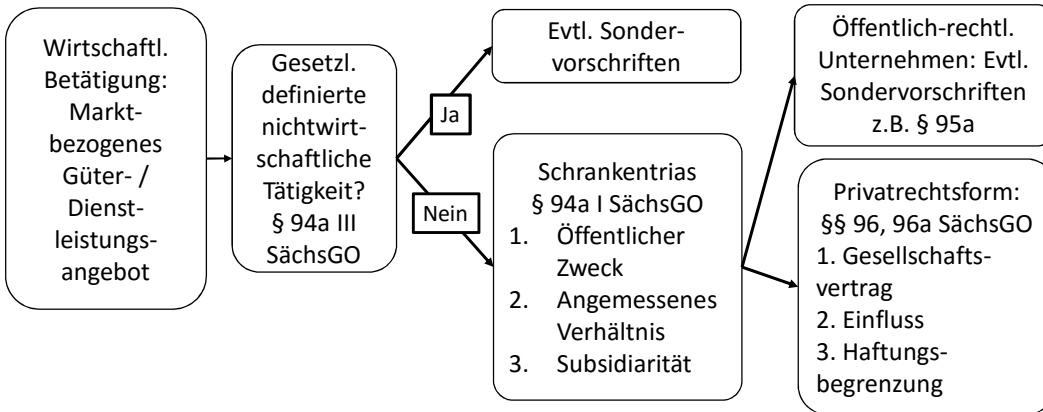 Wirtschaftl.
Betätigung:
Markt-
bezogenes
Güter- /
Dienst-
leistungs-
angebot
Gesetzl.
definierte
nichtwirt-
schaftliche
Tätigkeit?
§ 94a III
SächsGO
Ja
Nein
Evtl. Sonder-
vorschriften
Schrankentrias
§ 94a I SächsGO
1. Öffentlicher
Zweck
2. Angemessenes
Verhältnis
3. Subsidiarität
Öffentlich-rechtl.
Unternehmen: Evtl.
Sondervorschriften
z.B. § 95a
Privatrechtsform:
§§ 96, 96a SächsGO
1. Gesellschafts-
vertrag
2. Einfluss
3. Haftungs-
begrenzung